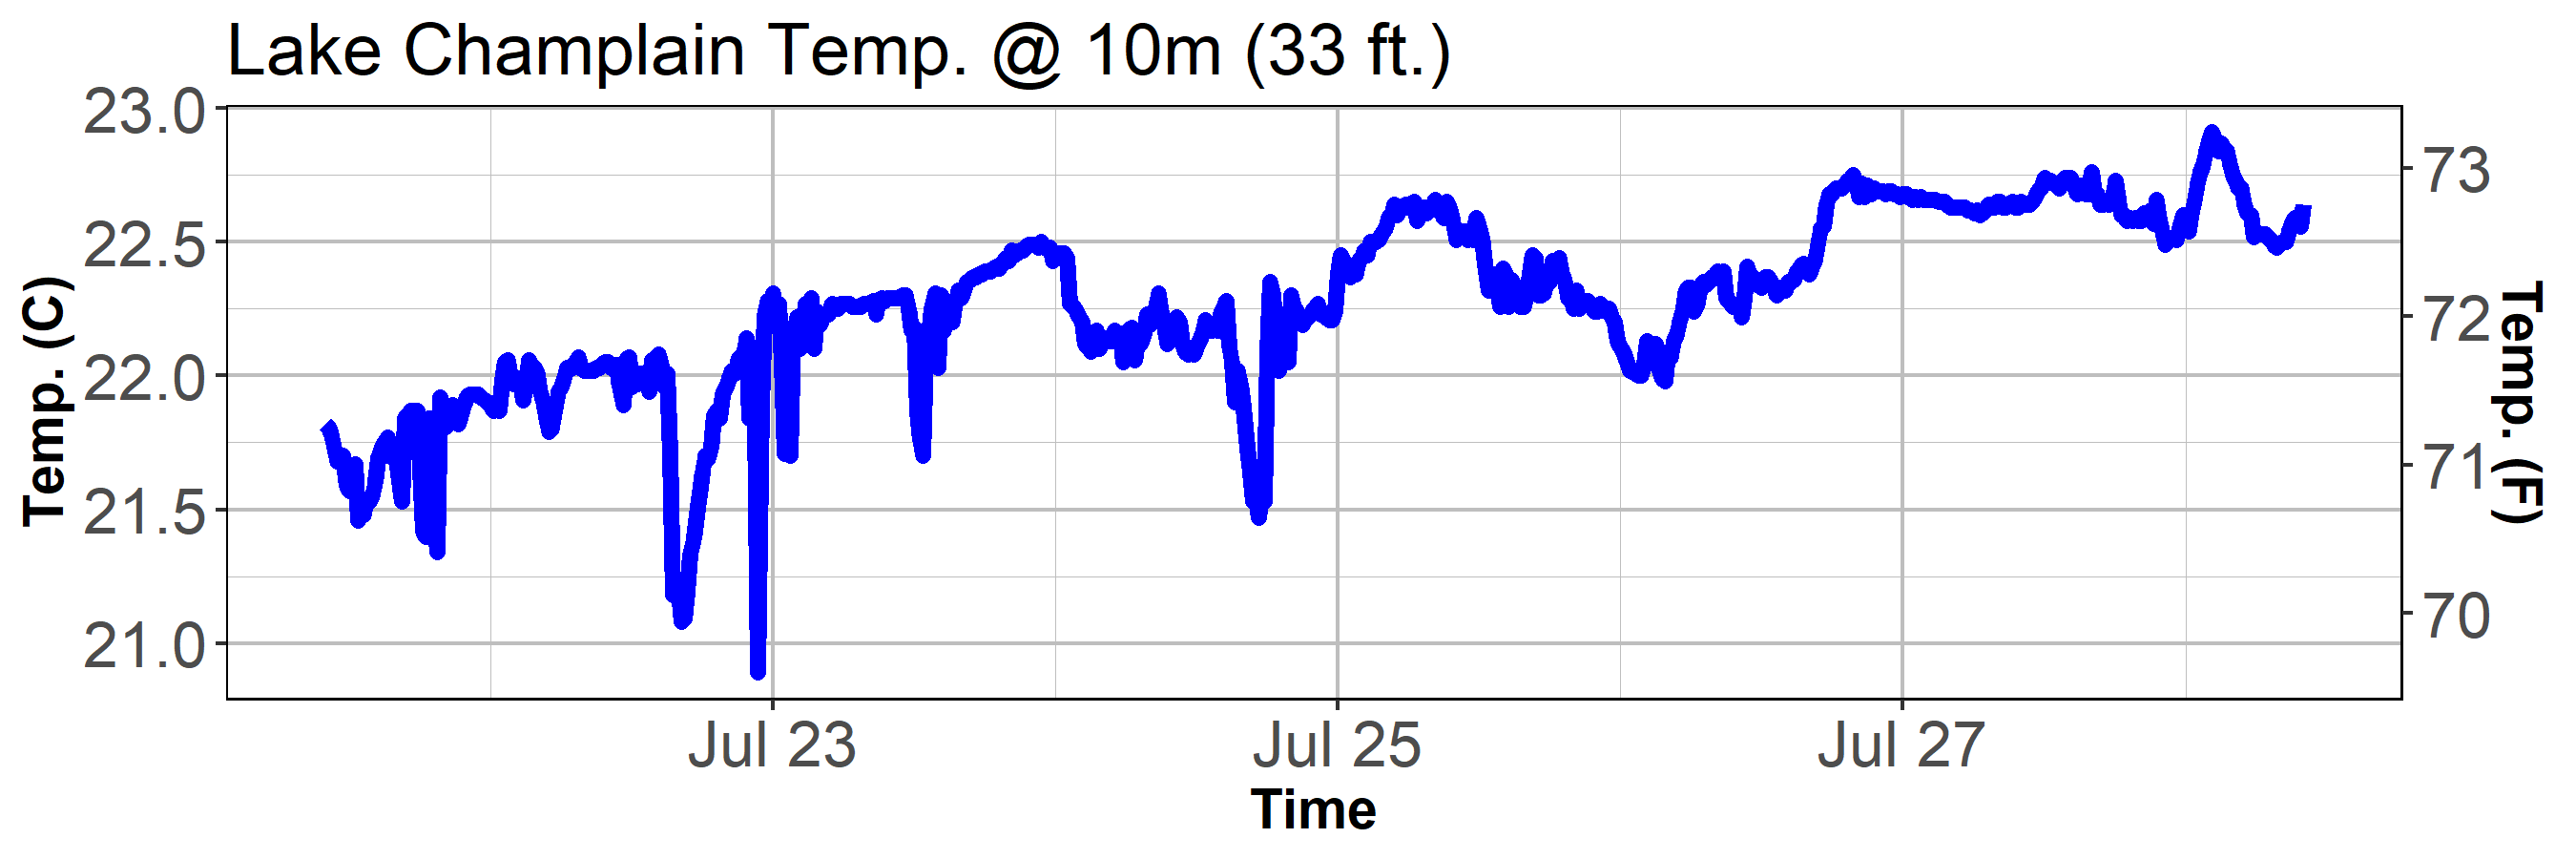 Lake Champlain Temp. @ 10m (33 ft.)
Temp. (C)
23.0
22.5
22.0
21.5
21.0
73
72
71
70
Temp. (F)
Jul 23 Jul 25 Jul 27
Time